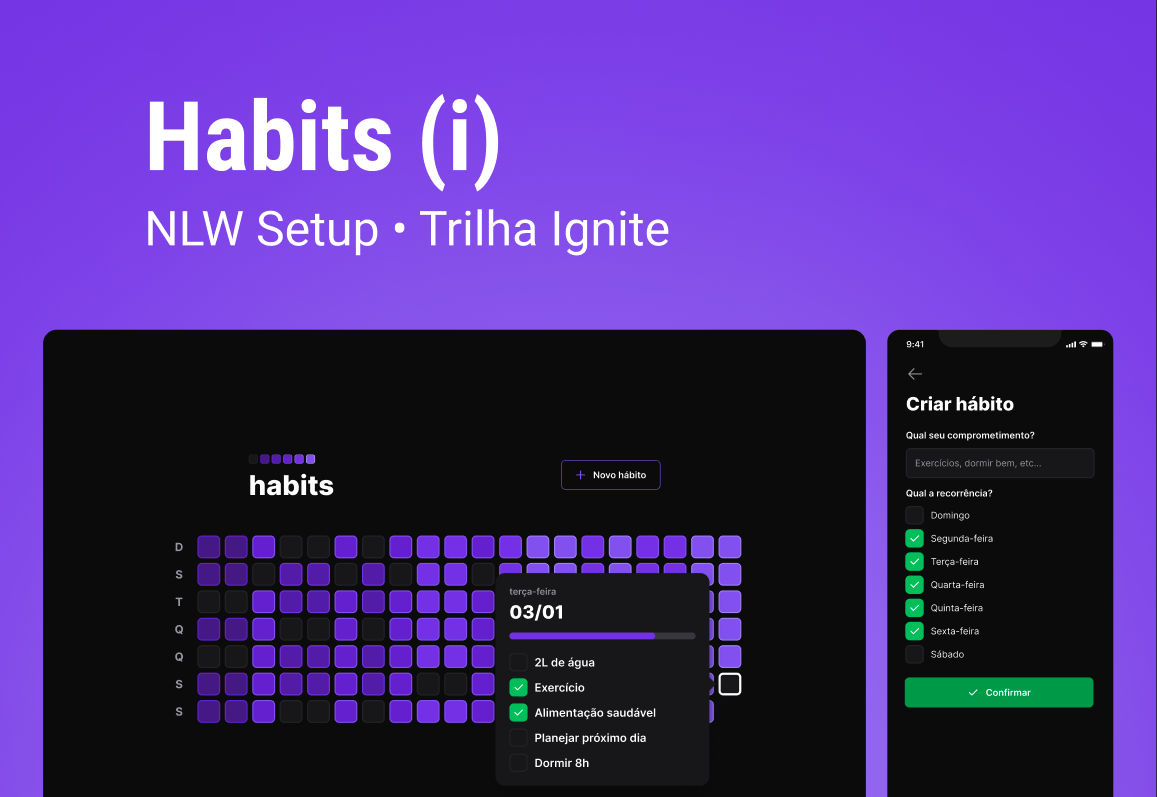 Habits (i)
NLW Setup • Trilha Ignite
habits
Novo hábito
D
S
T
Q
Q
S
S
terça-feira
03/01
2L de água
Exercício
Alimentação saudável
Planejar próximo dia
Dormir 8h
9:41
Criar hábito
Qual seu comprometimento?
Exercícios, dormir bem, etc...
Qual a recorrência?
Domingo
Segunda-feira
Terça-feira
Quarta-feira
Quinta-feira
Sexta-feira
Sábado
Confirmar